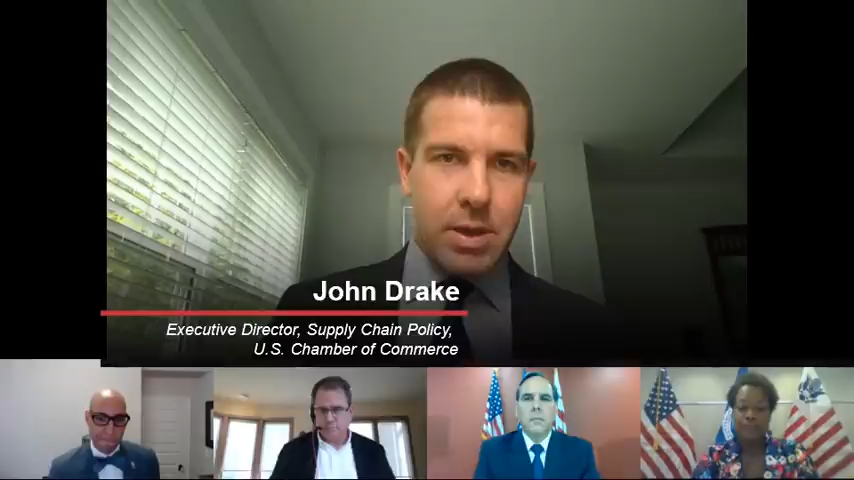 John Drake
Executive Director, Supply Chain Policy,
U.S. Chamber of Commerce